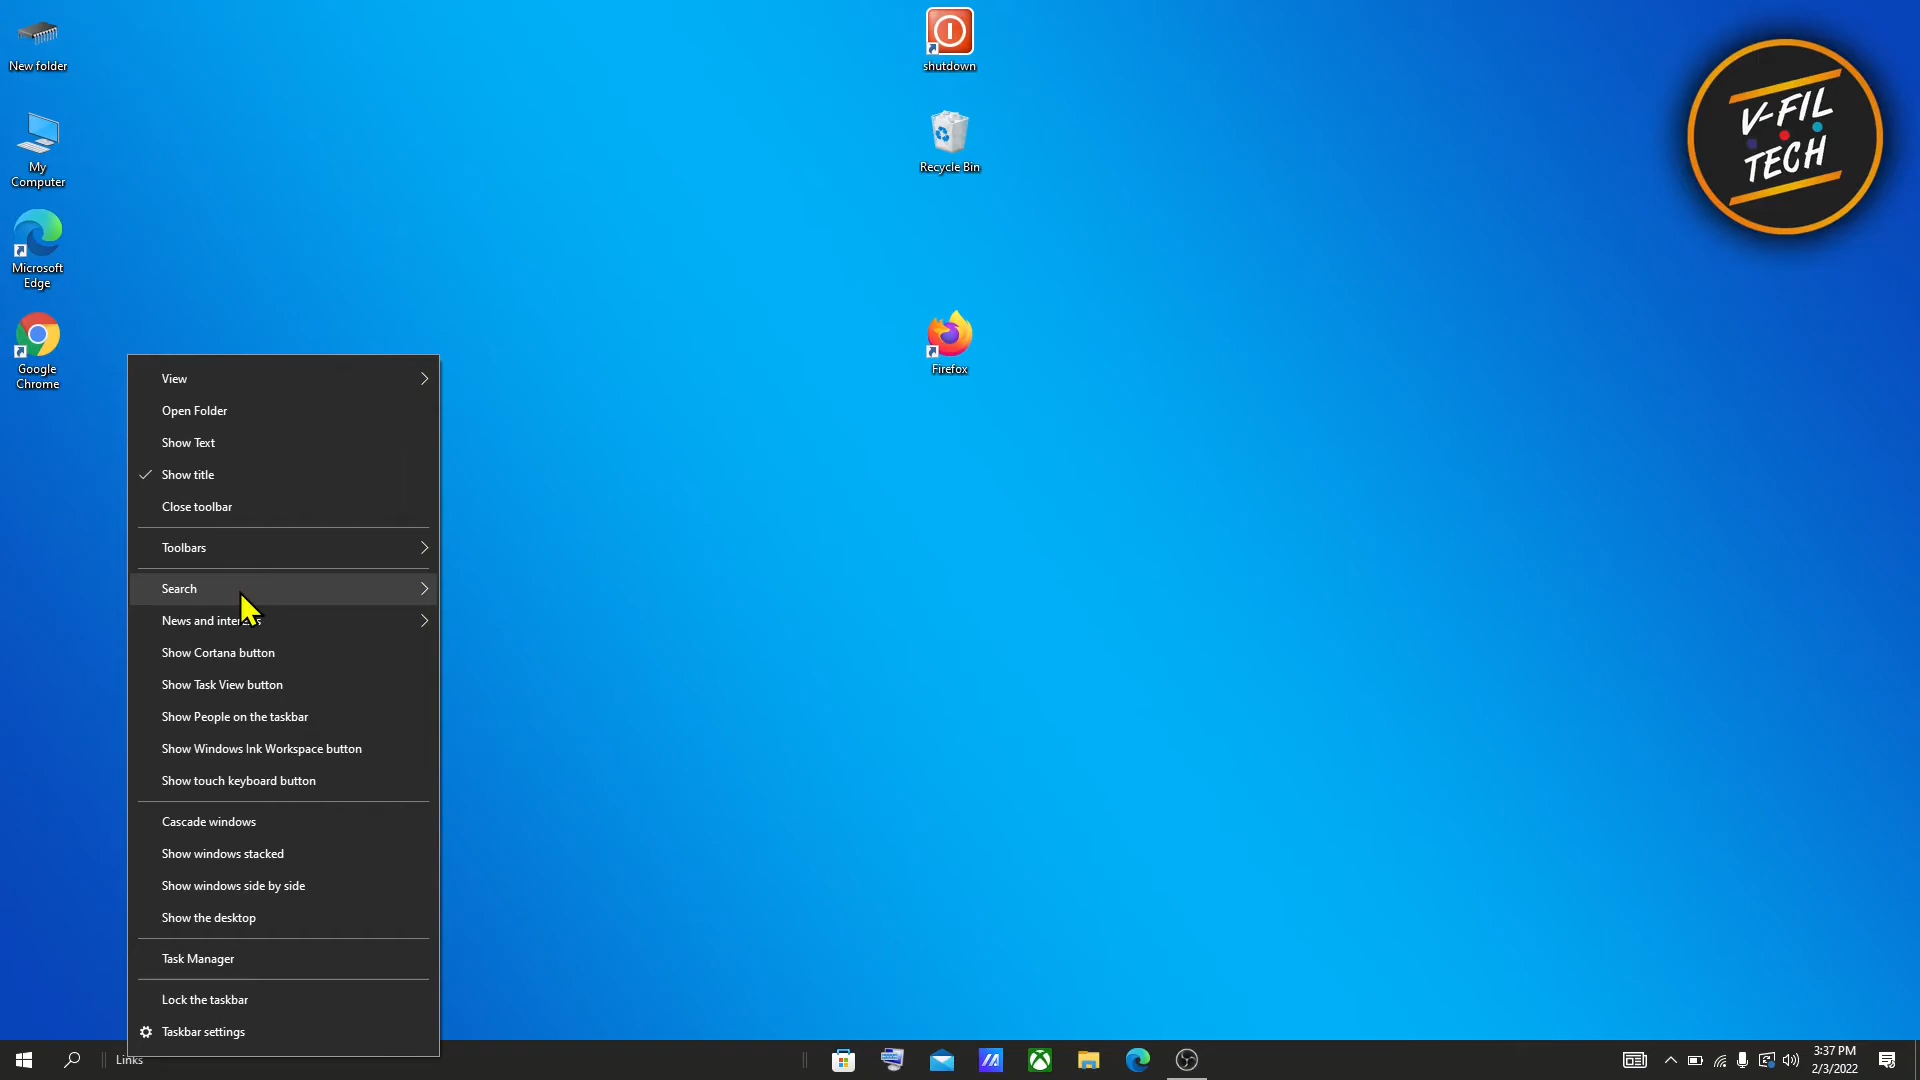 New folder
My
Computer
Microsoft
Edge
Google
Chrome
shutdown
Recycle Bin
Firefox
V-FIL
TECH
View
Open Folder
Show Text
Show title
Close toolbar
Toolbars
Search
News and interests
Show Cortana button
Show Task View button
Show People on the taskbar
Show Windows Ink Workspace button
Show touch keyboard button
Cascade windows
Show windows stacked
Show windows side by side
Show the desktop
Task Manager
Lock the taskbar
Taskbar settings
Links
3:37 PM
2/3/2022